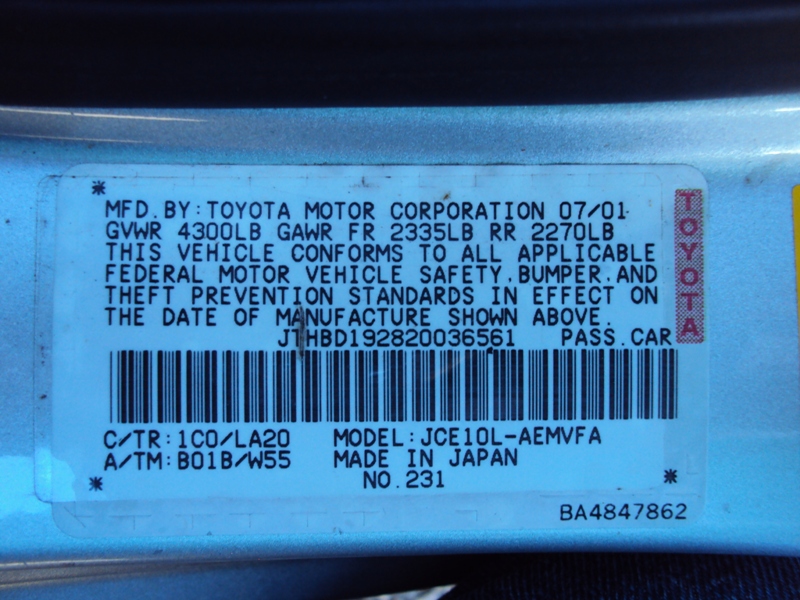 MFD.BY:TOYOTA MOTOR CORPORATION 07/01
GVWR 4300LB GAWR FR 2335LB RR 2270LB
THIS VEHICLE CONFORMS TO ALL APPLICABLE
FEDERAL MOTOR VEHICLE SAFETY,BUMPER,AND
THEFT PREVENTION STANDARDS IN EFFECT ON
THE DATE OF MANUFACTURE SHOWN ABOVE.
JTHBD192820036561 PASS.CAR
TOYOTA
C/TR:1C0/LA20 MODEL:JCE10L-AEMVFA
A/TM:B01B/W55 MADE IN JAPAN
NO.231
BA4847862